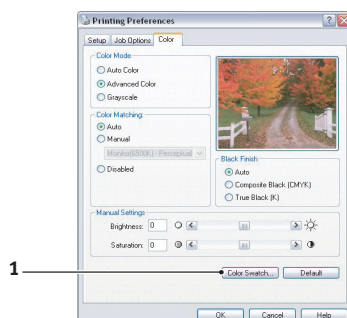 Printing Preferences
Setup Job Options Color
Color Mode
Auto Color
Advanced Color
Grayscale
Color Matching:
Auto
Manual
Monitor(6500K) - Perceptual
Disabled
Black Finish
Auto
Composite Black (CMYK)
True Black (K)
Manual Settings
Brightness: 0
Saturation: 0
1
Color Swatch... Default
OK Cancel Help